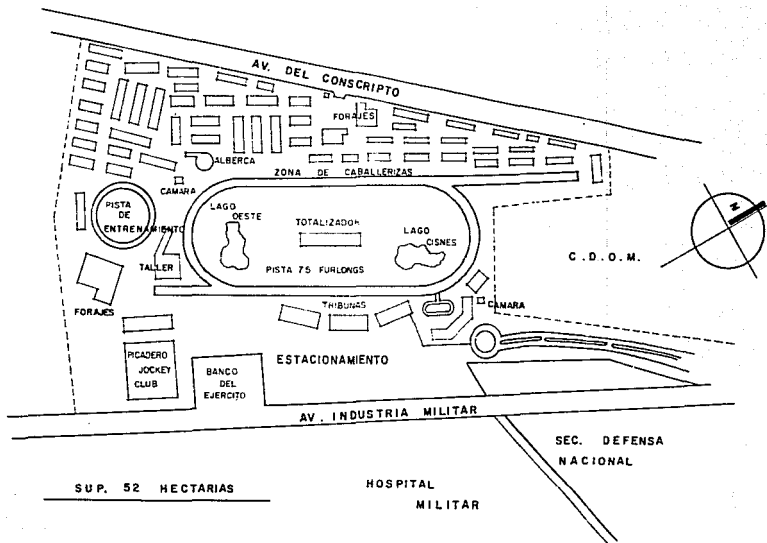 AV. DEL CONSCRIPTO
FORAJES
ALBERCA
ZONA DE CABALLERIZAS
CAMARA
PISTA
DE
ENTRENAMIENTO
LAGO
OESTE
TOTALIZADOR
LAGO
CISNES
N
C.D.O.M.
TALLER
PISTA 7.5 FURLONGS
FORAJES
TRIBUNAS
CAMARA
PICADERO
JOCKEY
CLUB
BANCO
DEL
EJERCITO
ESTACIONAMIENTO
AV. INDUSTRIA MILITAR
SEC. DEFENSA
NACIONAL
SUP. 52 HECTARIAS
HOSPITAL
MILITAR